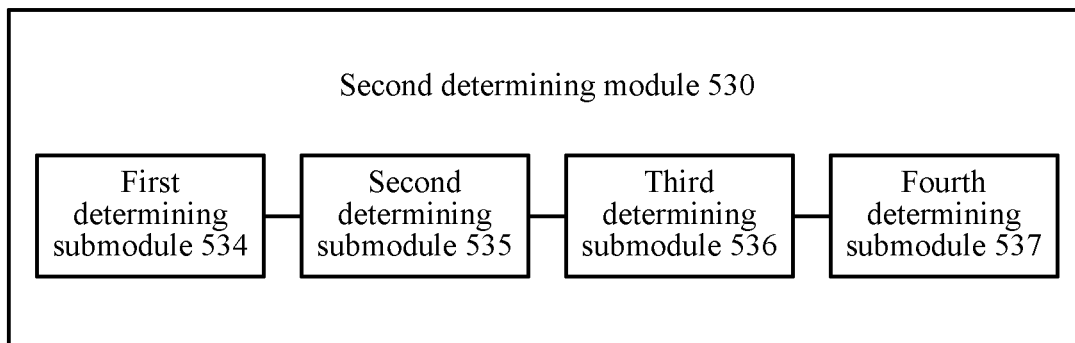 Second determining module 530
First
determining
submodule 534
Second
determining
submodule 535
Third
determining
submodule 536
Fourth
determining
submodule 537